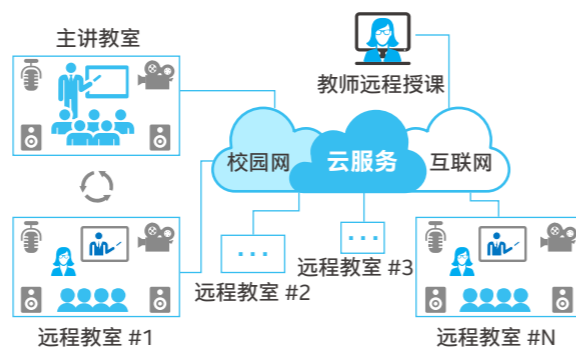 主讲教室
教师远程授课
校园网
云服务
互联网
...
...
远程教室 #2
远程教室 #3
远程教室 #1
远程教室 #N